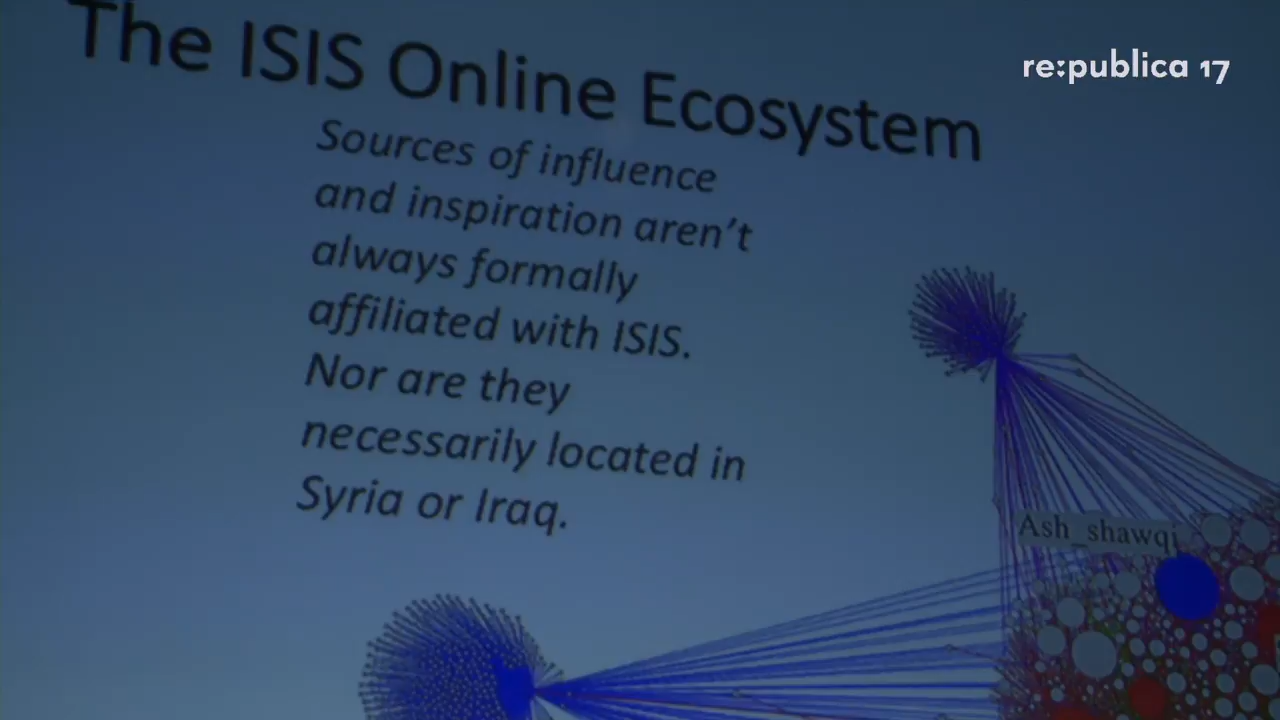 The ISIS Online Ecosystem
re:publica 17
Sources of influence
and inspiration aren't
always formally
affiliated with ISIS.
Nor are they
necessarily located in
Syria or Iraq.
Ash_shawqi